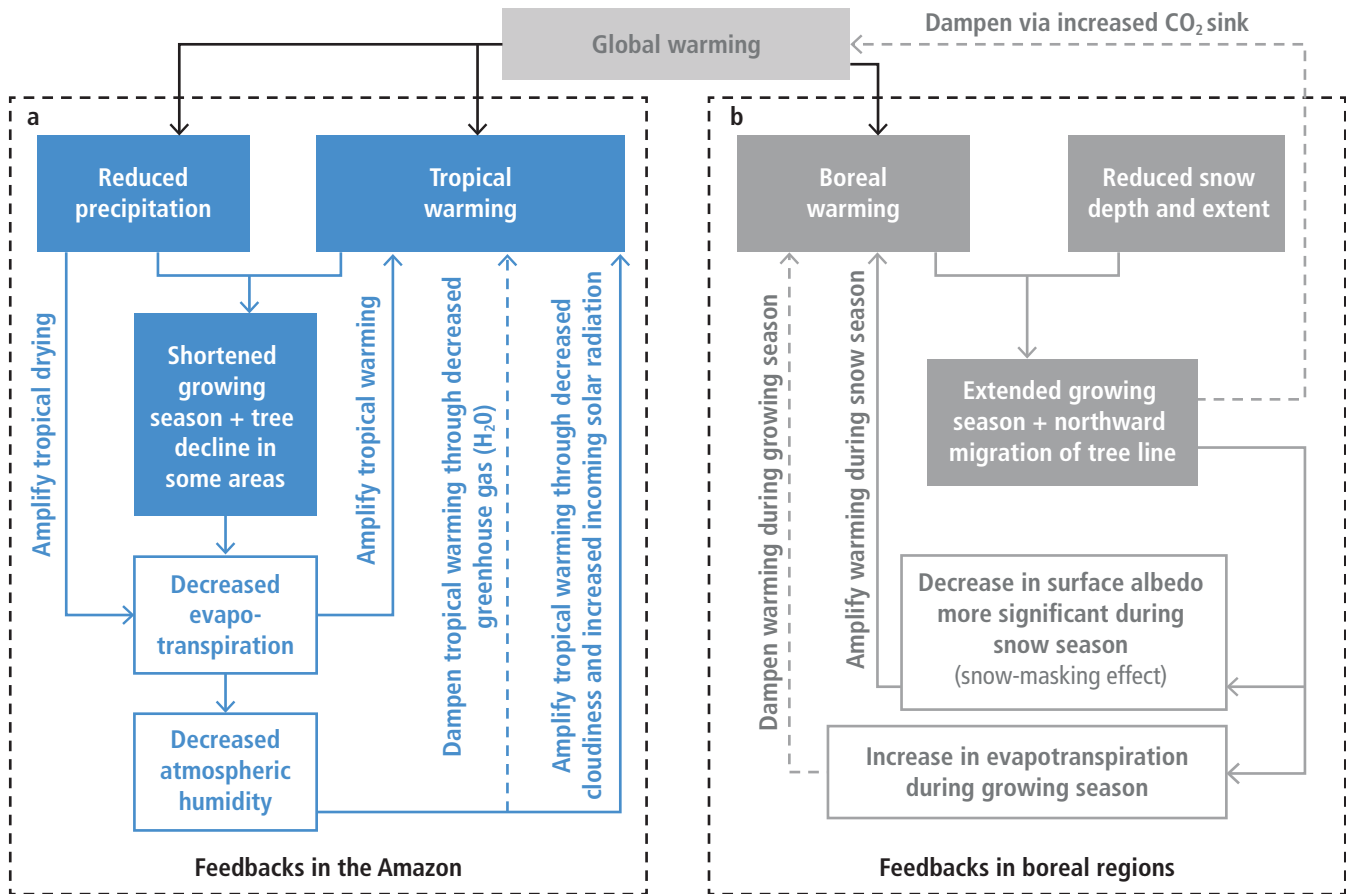 Dampen via increased CO₂ sink
Global warming
a
Reduced
precipitation
Tropical
warming
Amplify tropical drying
Shortened
growing
season + tree
decline in
some areas
Amplify tropical warming
Dampen tropical warming through decreased
greenhouse gas (H₂0)
Amplify tropical warming through decreased
cloudiness and increased incoming solar radiation
Decreased
evapo-
transpiration
Decreased
atmospheric
humidity
Feedbacks in the Amazon
b
Boreal
warming
Reduced snow
depth and extent
Dampen warming during growing season
Amplify warming during snow season
Extended growing
season + northward
migration of tree line
Decrease in surface albedo
more significant during
snow season
(snow-masking effect)
Increase in evapotranspiration
during growing season
Feedbacks in boreal regions